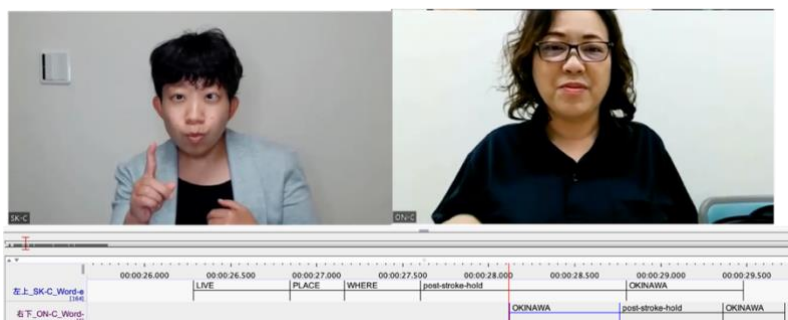 SK-C
ON-C
00:00:26.000 00:00:26.500 00:00:27.000 00:00:27.500 00:00:28.000 00:00:28.500 00:00:29.000 00:00:29.500
左上_SK-C_Word-e LIVE PLACE WHERE post-stroke-hold OKINAWA
[164]
右下_ON-C_Word- OKINAWA post-stroke-hold OKINAWA